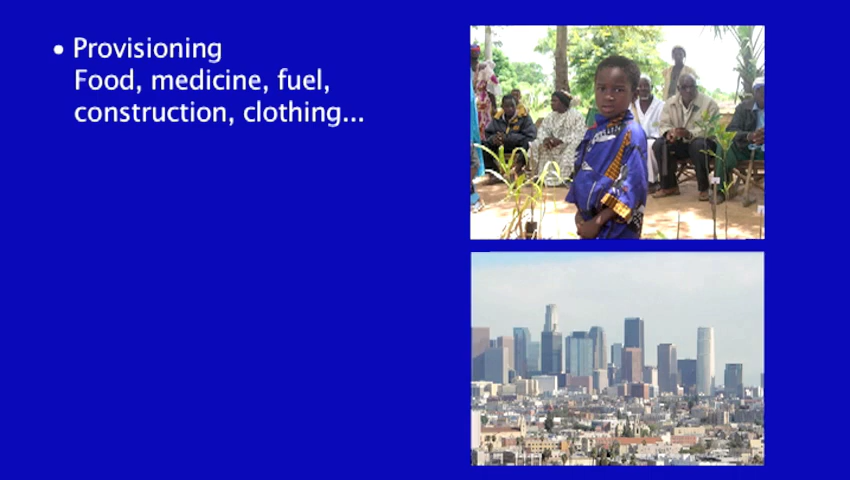 • Provisioning
Food, medicine, fuel,
construction, clothing...